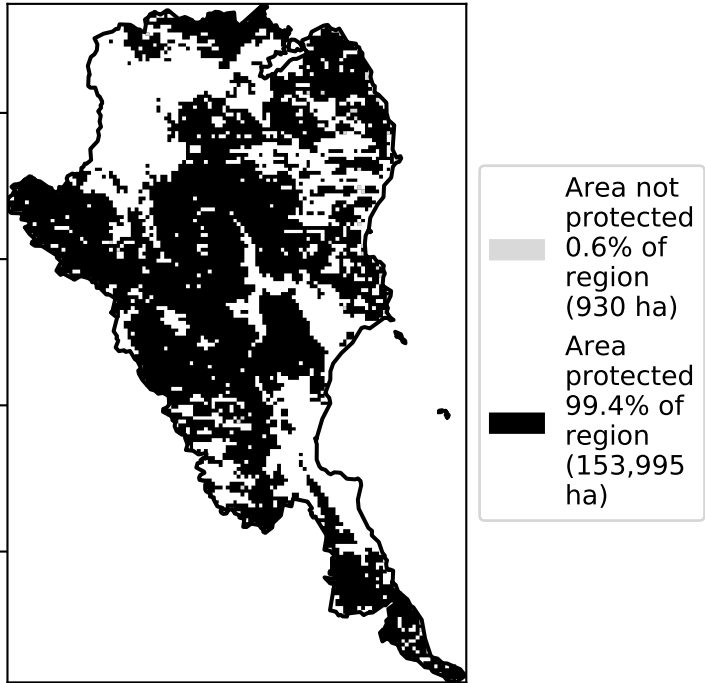 Area not
protected
0.6% of
region
(930 ha)
Area
protected
99.4% of
region
(153,995
ha)